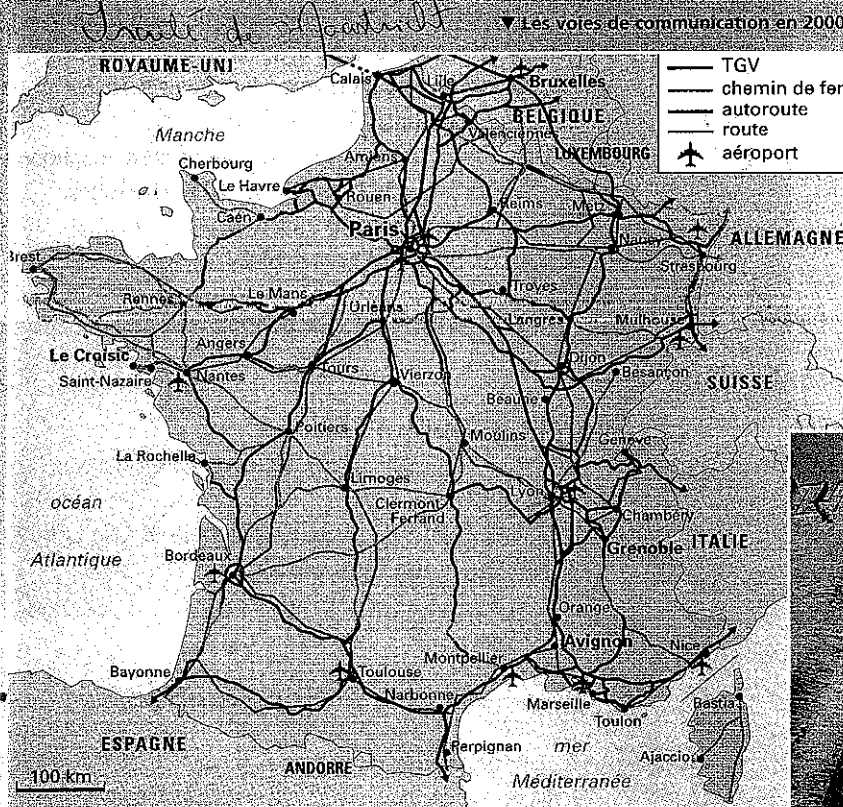 Traité de Maastricht
▼ Les voies de communication en 2000
TGV
chemin de fer
autoroute
route
aéroport
ROYAUME-UNI
Calais
Lille
Bruxelles
BELGIQUE
Manche
Valenciennes
Cherbourg
Amiens
LUXEMBOURG
Le Havre
Rouen
Reims
Metz
Caen
Paris
Nancy
ALLEMAGNE
Brest
Strasbourg
Rennes
Le Mans
Orléans
Troyes
Langres
Mulhouse
Angers
Le Croisic
Saint-Nazaire
Nantes
Tours
Vierzon
Dijon
Besançon
SUISSE
Beaune
Poitiers
Moulins
Genève
La Rochelle
Limoges
Clermont
Ferrand
Lyon
océan
Atlantique
Chambéry
Grenoble
ITALIE
Bordeaux
Orange
Avignon
Nice
Montpellier
Bayonne
Toulouse
Narbonne
Marseille
Toulon
Bastia
ESPAGNE
Perpignan
mer
Méditerranée
Ajaccio
ANDORRE
100 km